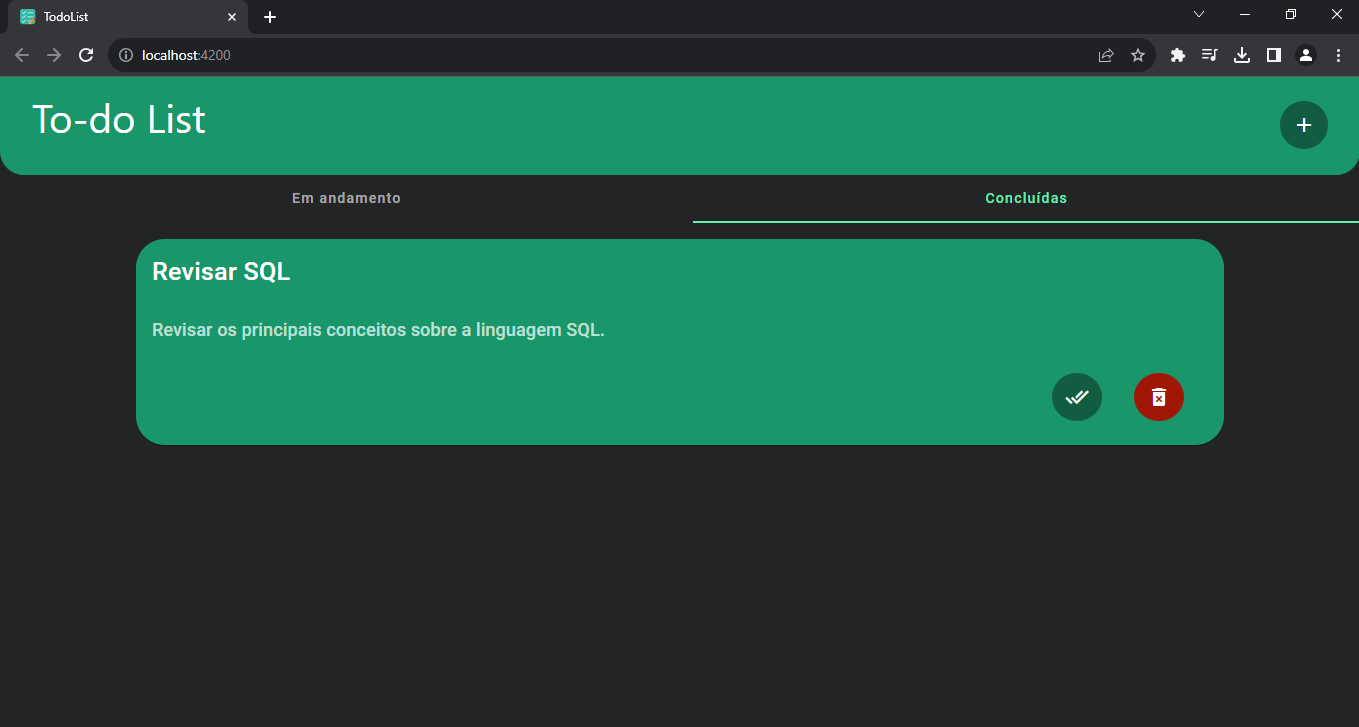 TodoList
localhost:4200
To-do List
Em andamento
Concluídas
Revisar SQL
Revisar os principais conceitos sobre a linguagem SQL.